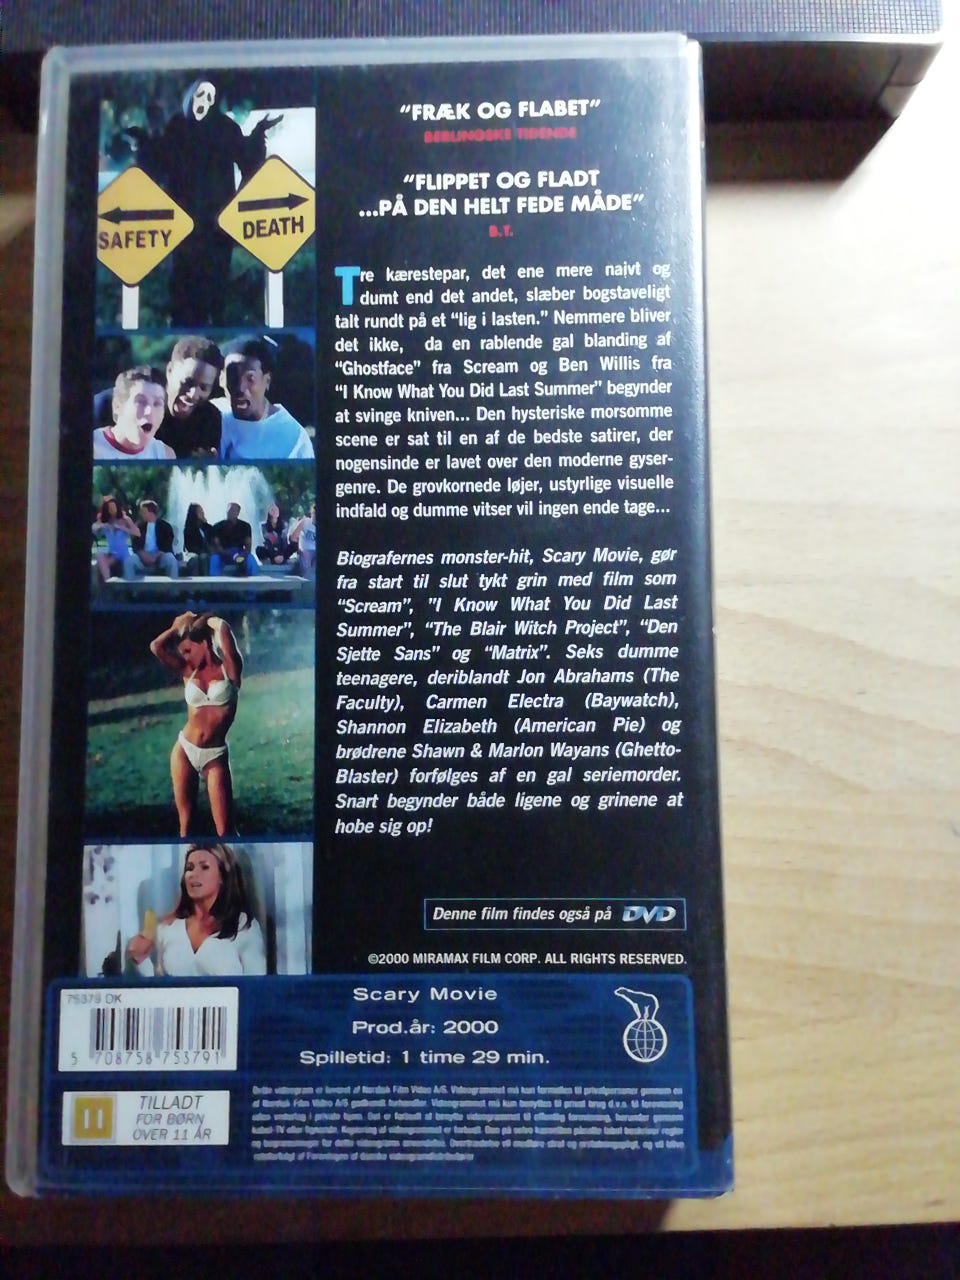 "FRÆK OG FLABET"
BERLINGSKE TIDENDE
"FLIPPET OG FLADT
...PÅ DEN HELT FEDE MÅDE"
B.T.
SAFETY
DEATH
Tre kærestepar, det ene mere naivt og
dumt end det andet, slæber bogstaveligt
talt rundt på et "lig i lasten." Nemmere bliver
det ikke, da en rablende gal blanding af
"Ghostface" fra Scream og Ben Willis fra
"I Know What You Did Last Summer" begynder
at svinge kniven... Den hysteriske morsomme
scene er sat til en af de bedste satirer, der
nogensinde er lavet over den moderne gyser-
genre. De grovkornede løjer, ustyrlige visuelle
indfald og dumme vitser vil ingen ende tage...
Biografernes monster-hit, Scary Movie, gør
fra start til slut tykt grin med film som
"Scream", "I Know What You Did Last
Summer", "The Blair Witch Project", "Den
Sjette Sans" og "Matrix". Seks dumme
teenagere, deriblandt Jon Abrahams (The
Faculty), Carmen Electra (Baywatch),
Shannon Elizabeth (American Pie) og
brødrene Shawn & Marlon Wayans (Ghetto-
Blaster) forfølges af en gal seriemorder.
Snart begynder både ligene og grinene at
hobe sig op!
Denne film findes også på DVD
©2000 MIRAMAX FILM CORP. ALL RIGHTS RESERVED.
75379 DK
5 708758 753791
Scary Movie
Prod.år: 2000
Spilletid: 1 time 29 min.
11
TILLADT
FOR BØRN
OVER 11 ÅR
Dette videogram er leveret af Nordisk Film Video A/S.